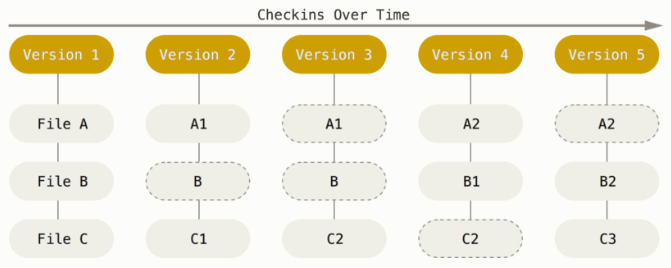 Checkins Over Time
Version 1 Version 2 Version 3 Version 4 Version 5
File A A1 A1 A2 A2
File B B B B1 B2
File C C1 C2 C2 C3